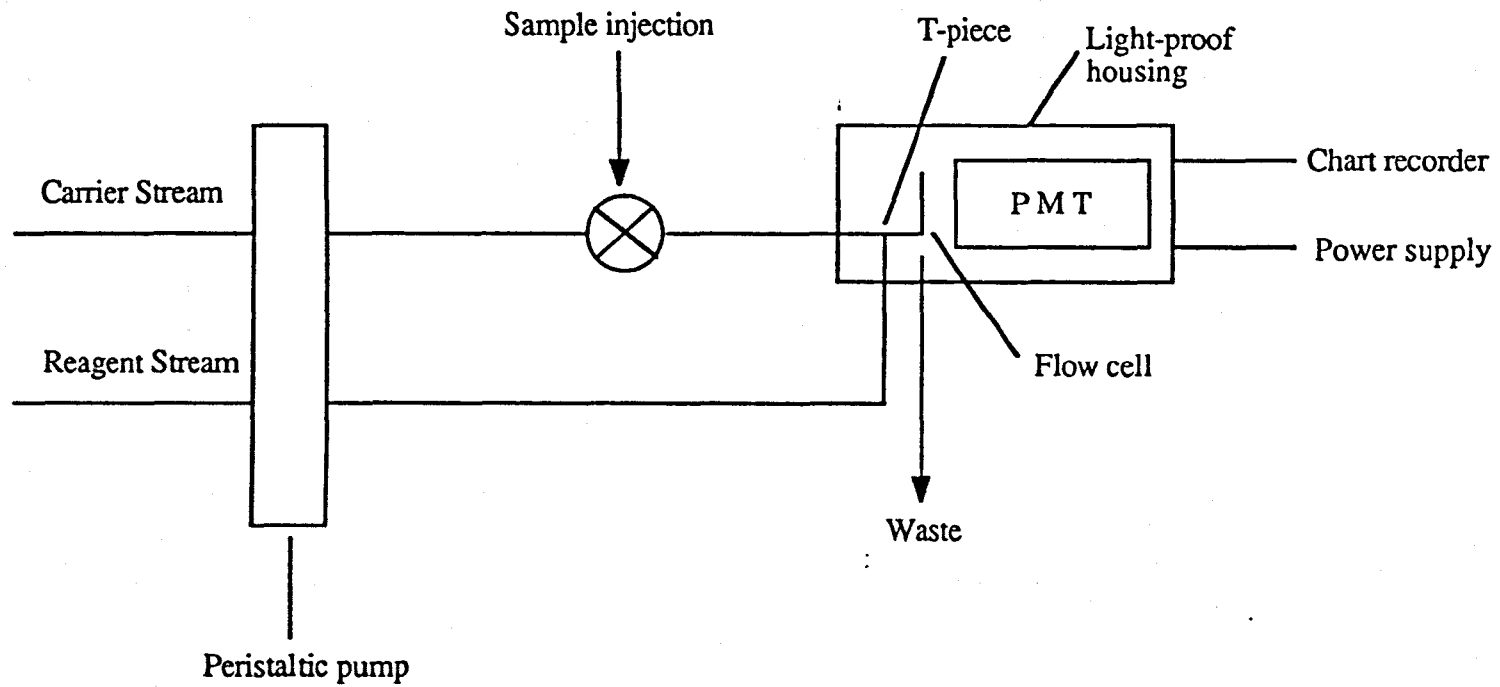 Sample injection
T-piece
Light-proof
housing
Carrier Stream
PMT
Chart recorder
Power supply
Reagent Stream
Flow cell
Waste
Peristaltic pump